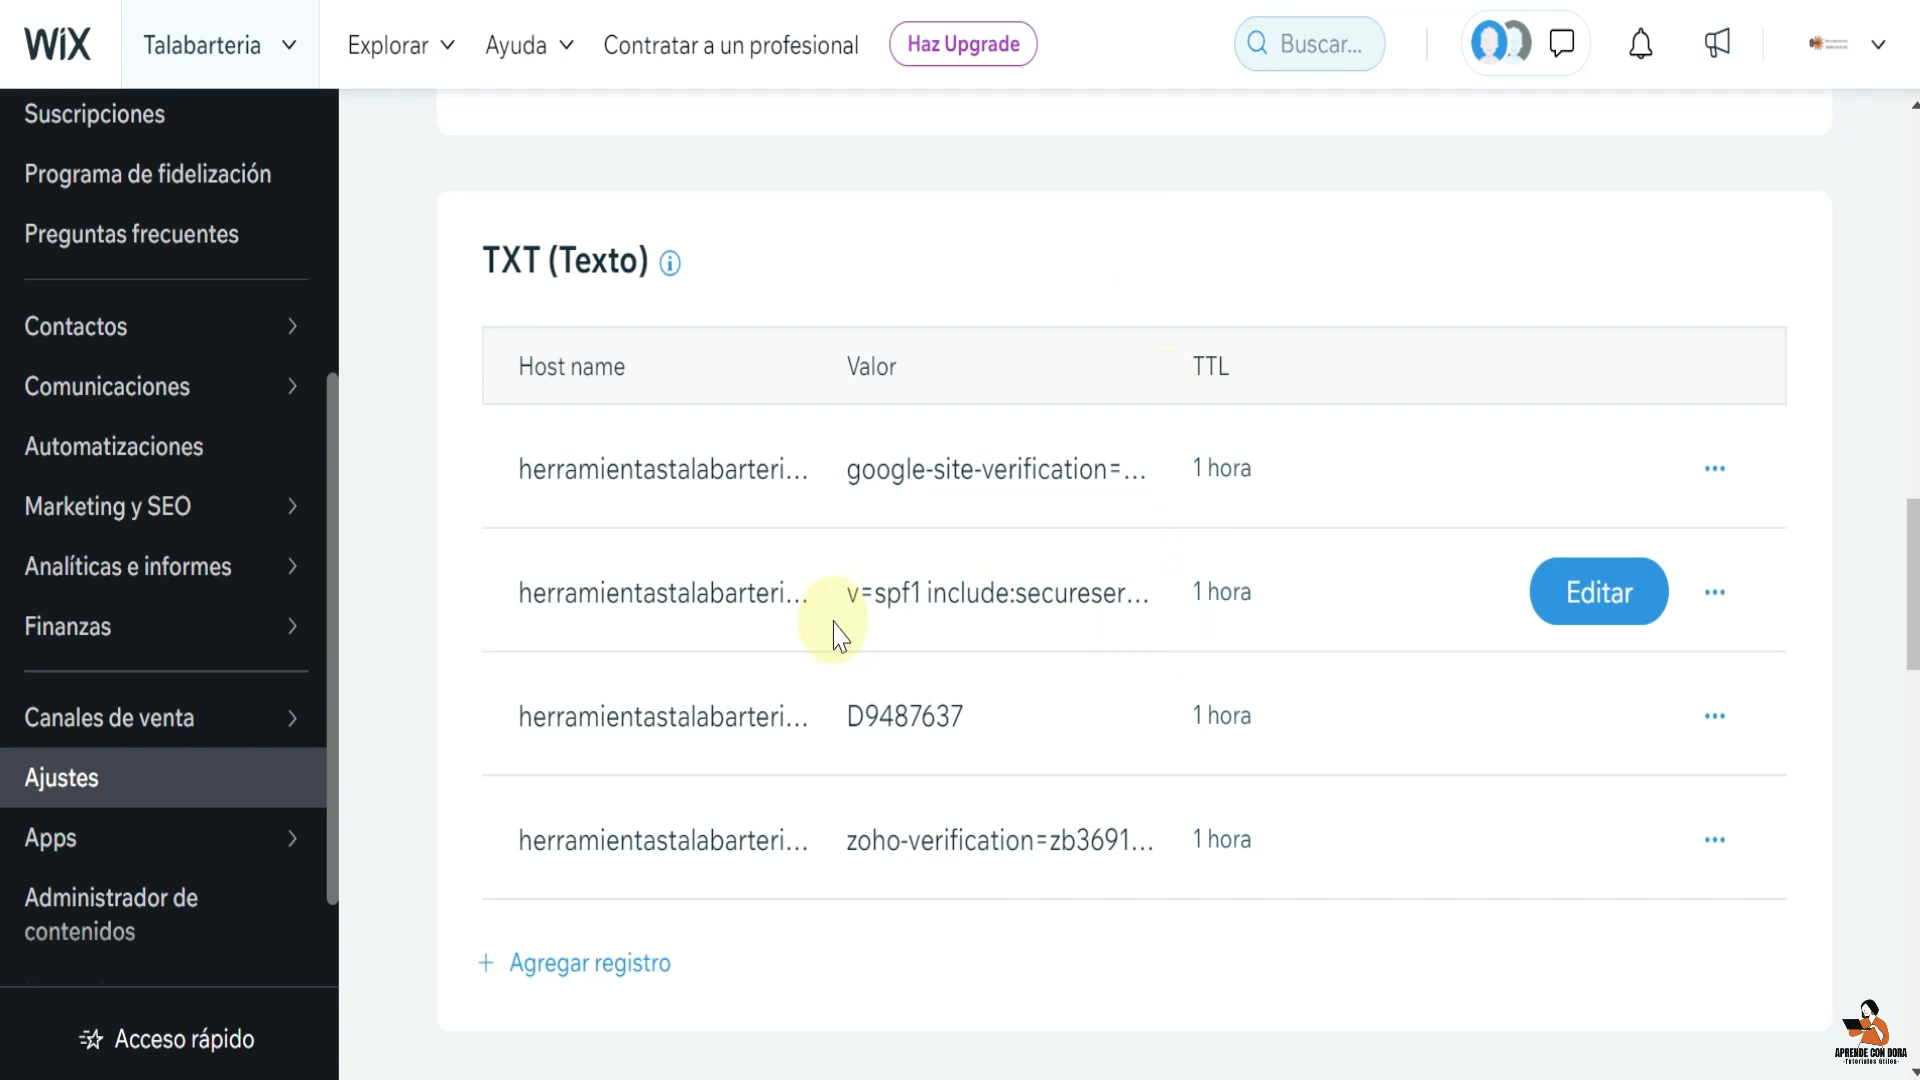 WiX
Talabarteria
Explorar
Ayuda
Contratar a un profesional
Haz Upgrade
Buscar...
Suscripciones
Programa de fidelización
Preguntas frecuentes
Contactos
Comunicaciones
Automatizaciones
Marketing y SEO
Analíticas e informes
Finanzas
Canales de venta
Ajustes
Apps
Administrador de
contenidos
Acceso rápido
TXT (Texto)
Host name Valor TTL
herramientastalabarteri... google-site-verification=... 1 hora
herramientastalabarteri... v=spf1 include:secureser... 1 hora Editar
herramientastalabarteri... D9487637 1 hora
herramientastalabarteri... zoho-verification=zb3691... 1 hora
+ Agregar registro
APRENDE CON DORA
-Tutoriales Útiles-